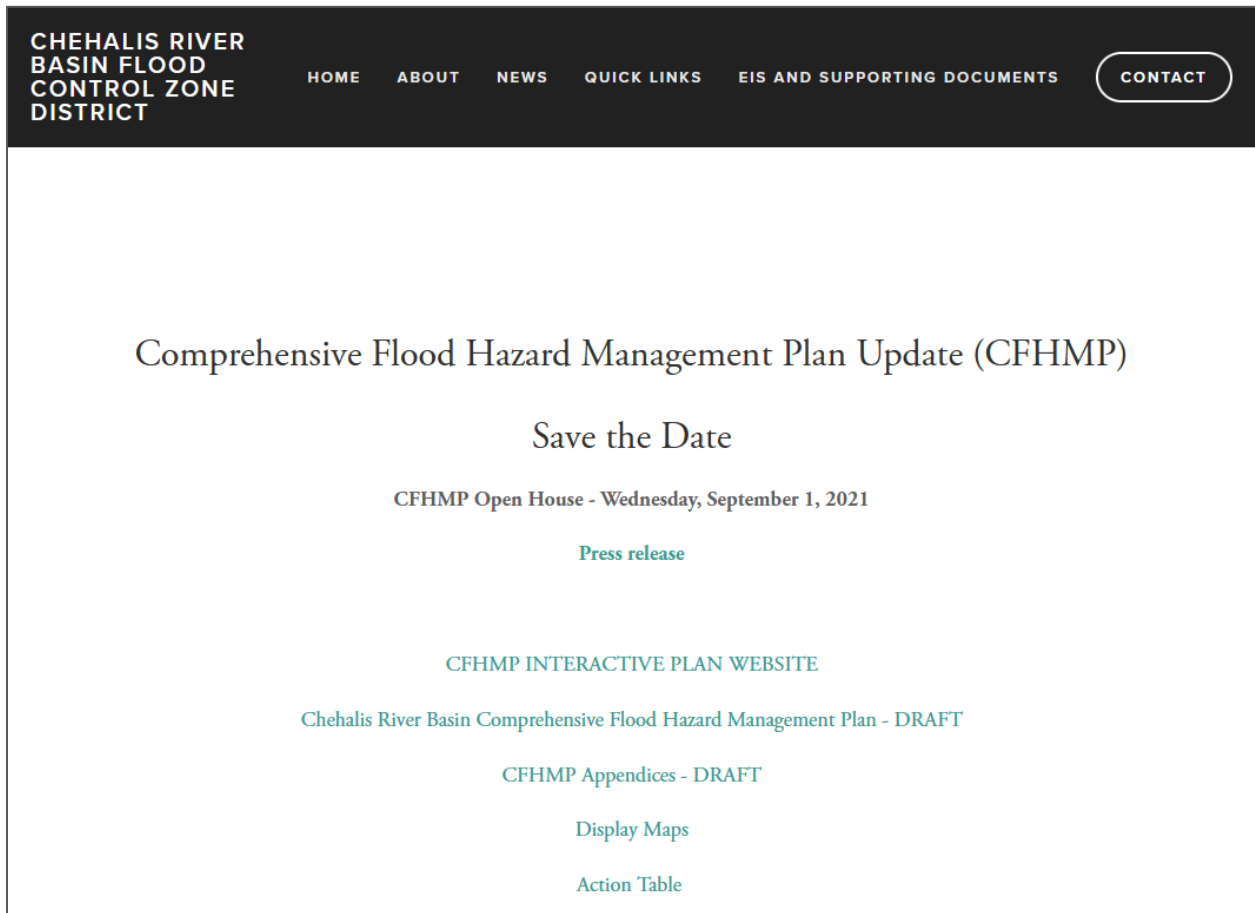 CHEHALIS RIVER
BASIN FLOOD
CONTROL ZONE
DISTRICT
HOME ABOUT NEWS QUICK LINKS EIS AND SUPPORTING DOCUMENTS CONTACT
Comprehensive Flood Hazard Management Plan Update (CFHMP)
Save the Date
CFHMP Open House - Wednesday, September 1, 2021
Press release
CFHMP INTERACTIVE PLAN WEBSITE
Chehalis River Basin Comprehensive Flood Hazard Management Plan - DRAFT
CFHMP Appendices - DRAFT
Display Maps
Action Table